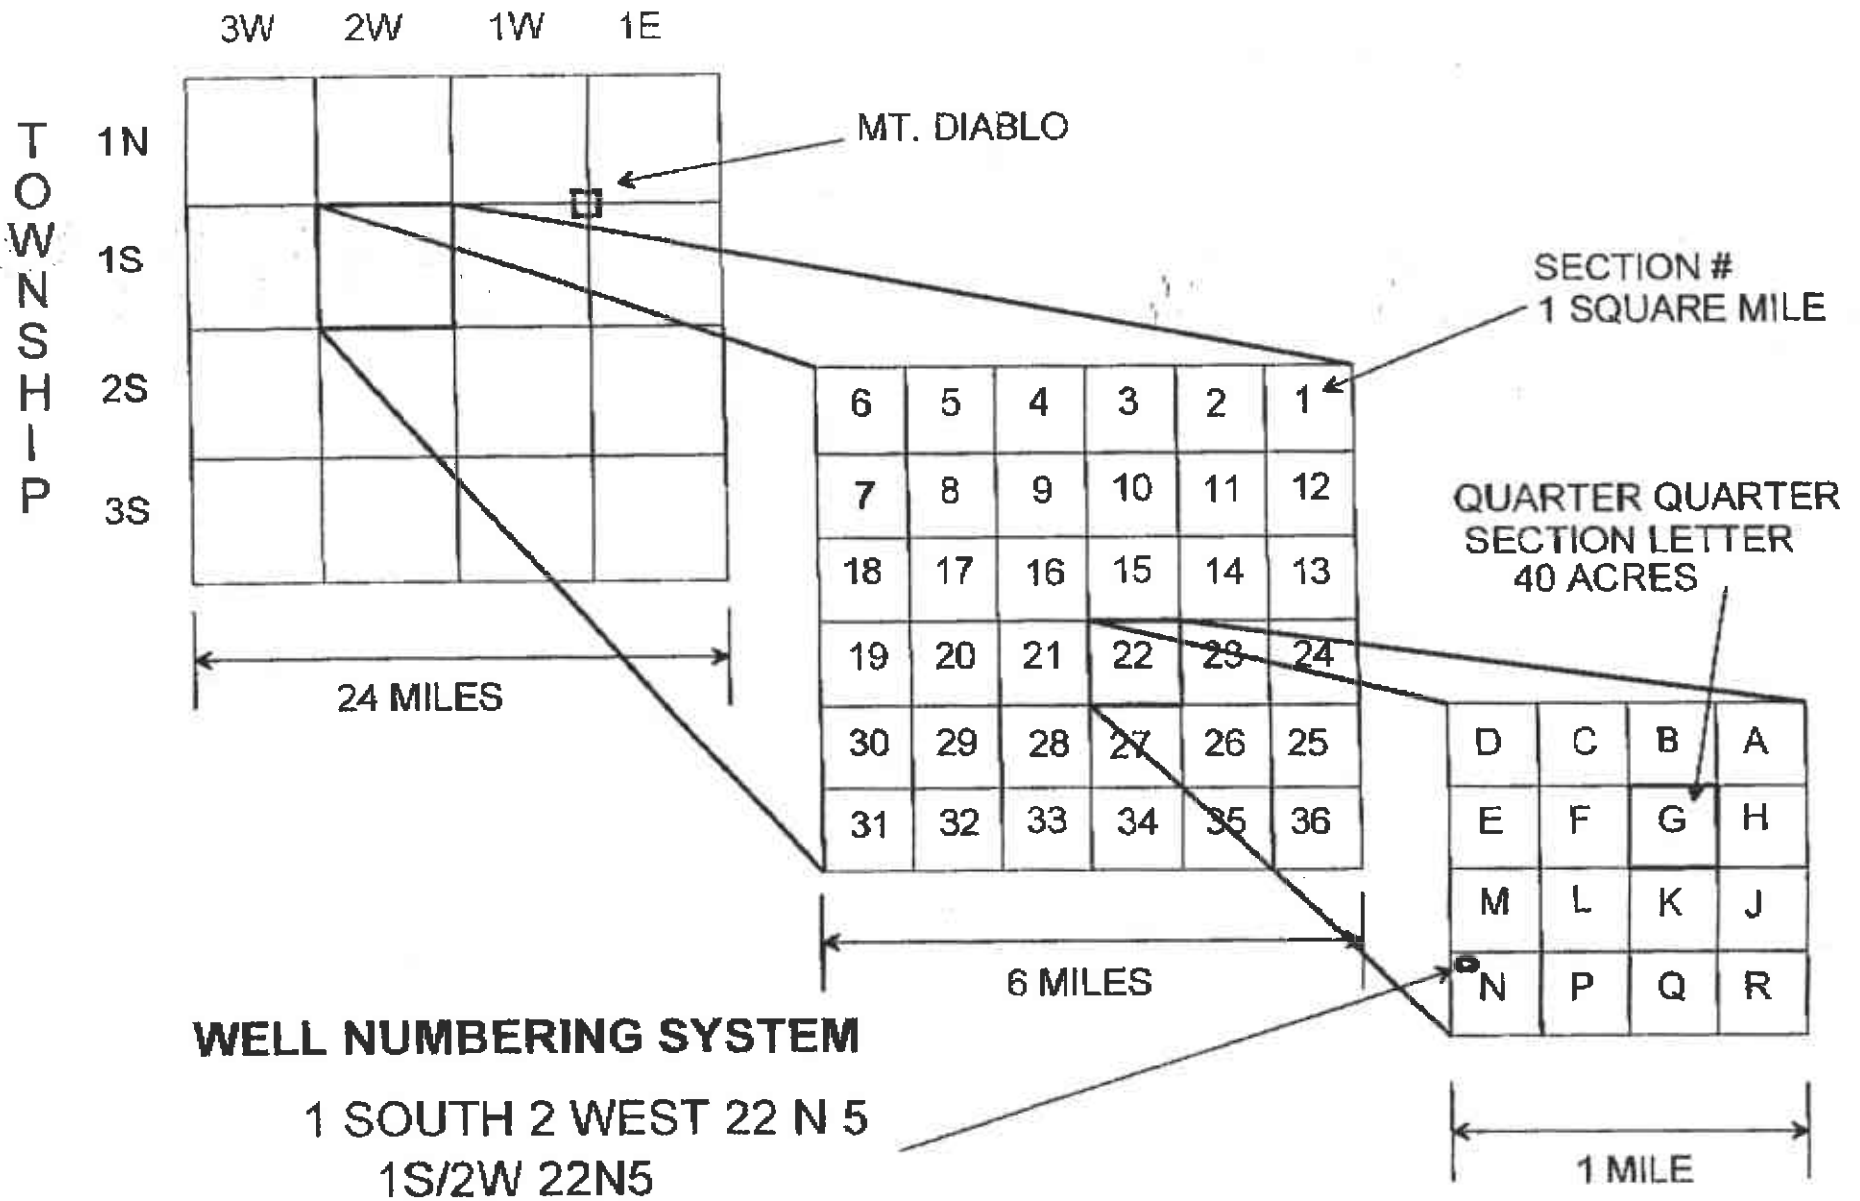 3W 2W 1W 1E
TOWNSHIP
1N
1S
2S
3S
MT. DIABLO
24 MILES
SECTION #
1 SQUARE MILE
6 5 4 3 2 1
7 8 9 10 11 12
18 17 16 15 14 13
19 20 21 22 23 24
30 29 28 27 26 25
31 32 33 34 35 36
6 MILES
QUARTER QUARTER
SECTION LETTER
40 ACRES
D C B A
E F G H
M L K J
N P Q R
1 MILE
WELL NUMBERING SYSTEM
1 SOUTH 2 WEST 22 N 5
1S/2W 22N5